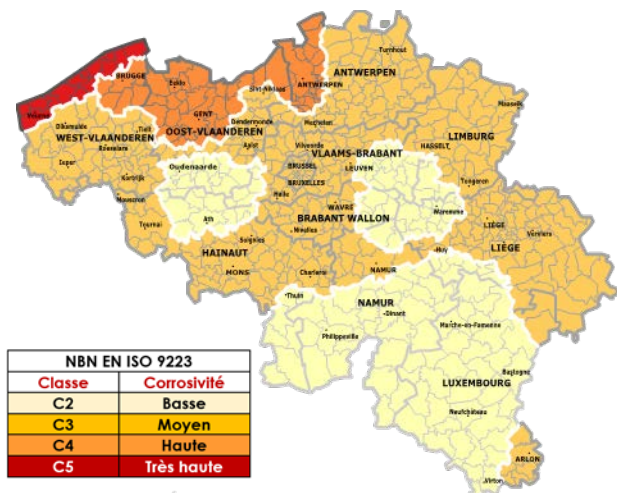 Turnhout
ANTWERPEN
BRUGGE
Eeklo
ANTWERPEN
Sint-Niklaas
Maaseik
Veurne
GENT
OOST-VLAANDEREN
Dendermonde
Mechelen
Diksmuide
WEST-VLAANDEREN
Tielt
Roeselare
LIMBURG
Aalst
Vilvoorde
VLAAMS-BRABANT
HASSELT
Ieper
Oudenaarde
BRUSSEL
LEUVEN
Kortrijk
BRUXELLES
Tongeren
Mouscron
Halle
WAVRE
Waremme
Ath
BRABANT WALLON
Tournai
Nivelles
LIÈGE
Verviers
Soignies
HAINAUT
LIÈGE
Huy
MONS
Charleroi
NAMUR
Thuin
NAMUR
Dinant
Marche-en-Famenne
Philippeville
Bastogne
LUXEMBOURG
Neufchâteau
ARLON
Virton
NBN EN ISO 9223
Classe Corrosivité
C2 Basse
C3 Moyen
C4 Haute
C5 Très haute